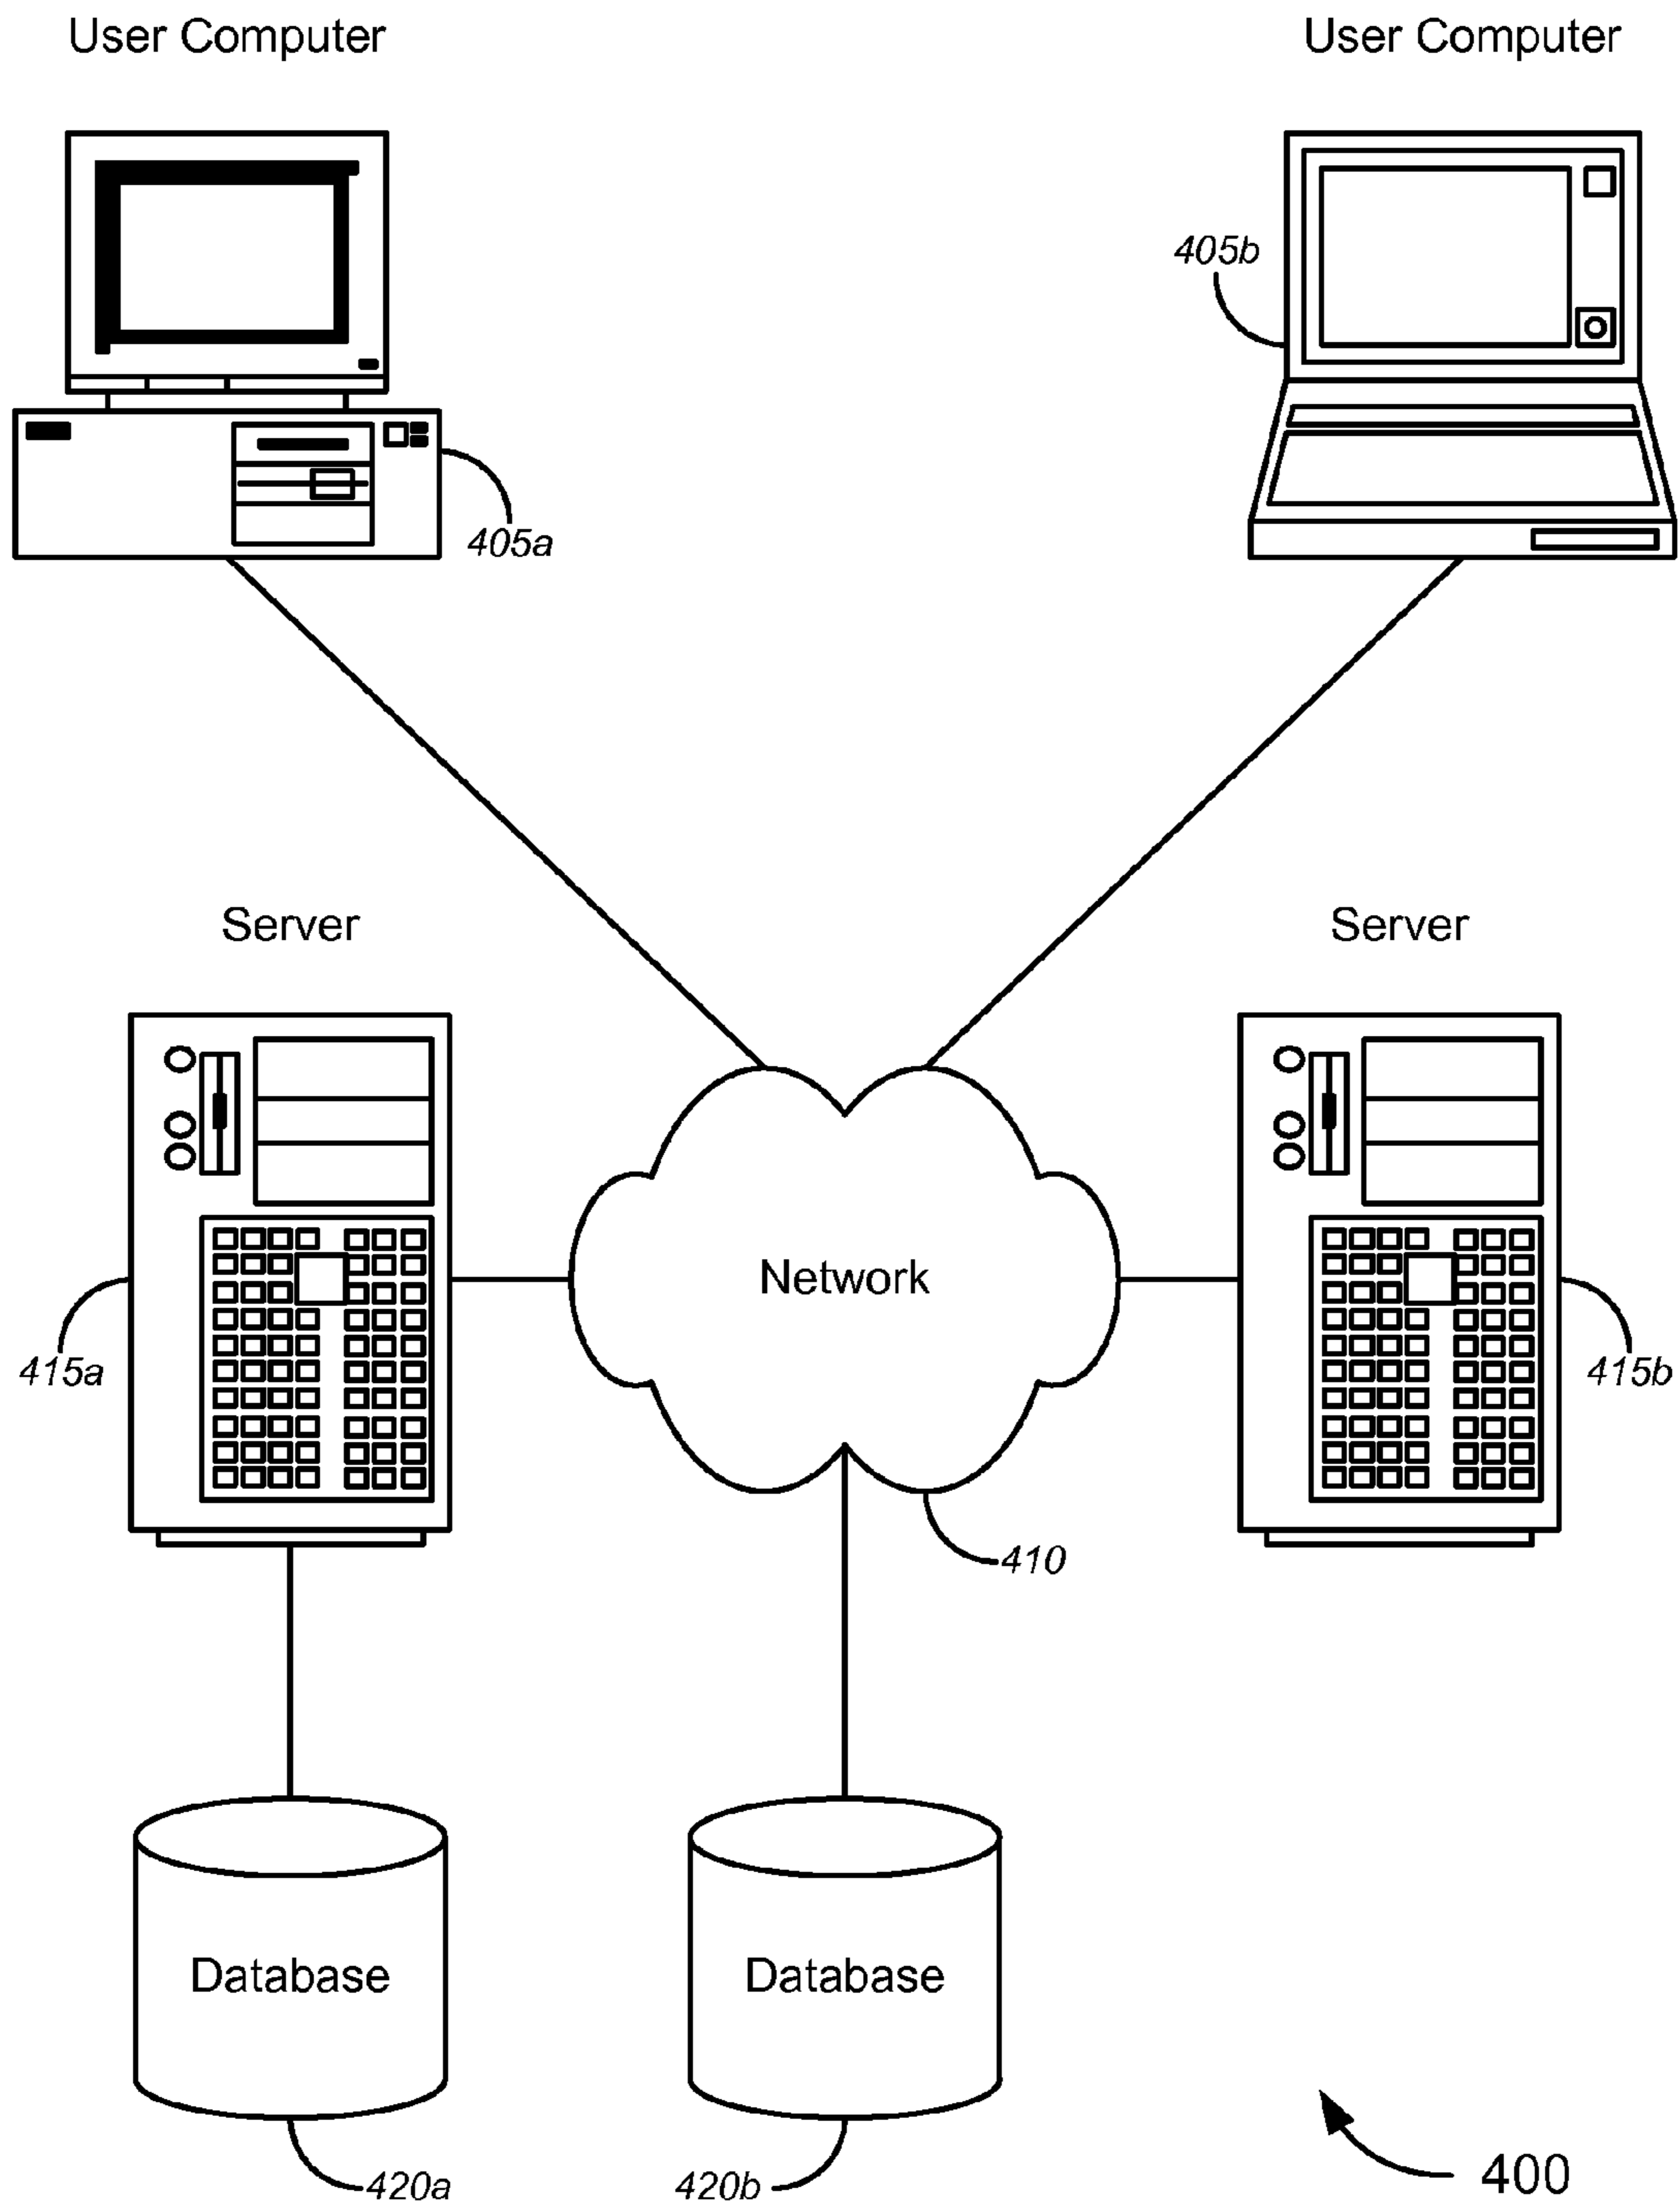 User Computer
User Computer
405b
405a
Server
Server
Network
415a
415b
410
Database
Database
420a
420b
400